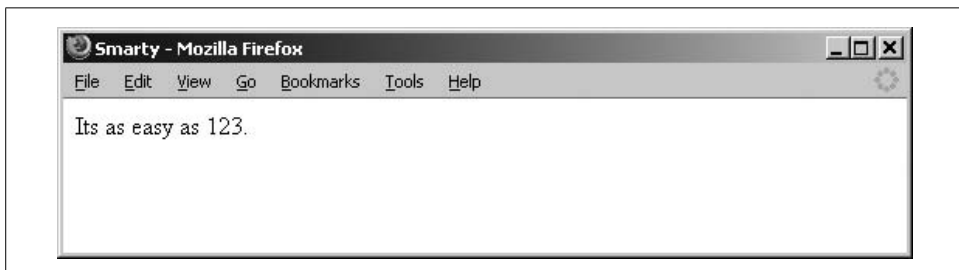 Smarty - Mozilla Firefox
File Edit View Go Bookmarks Tools Help
Its as easy as 123.